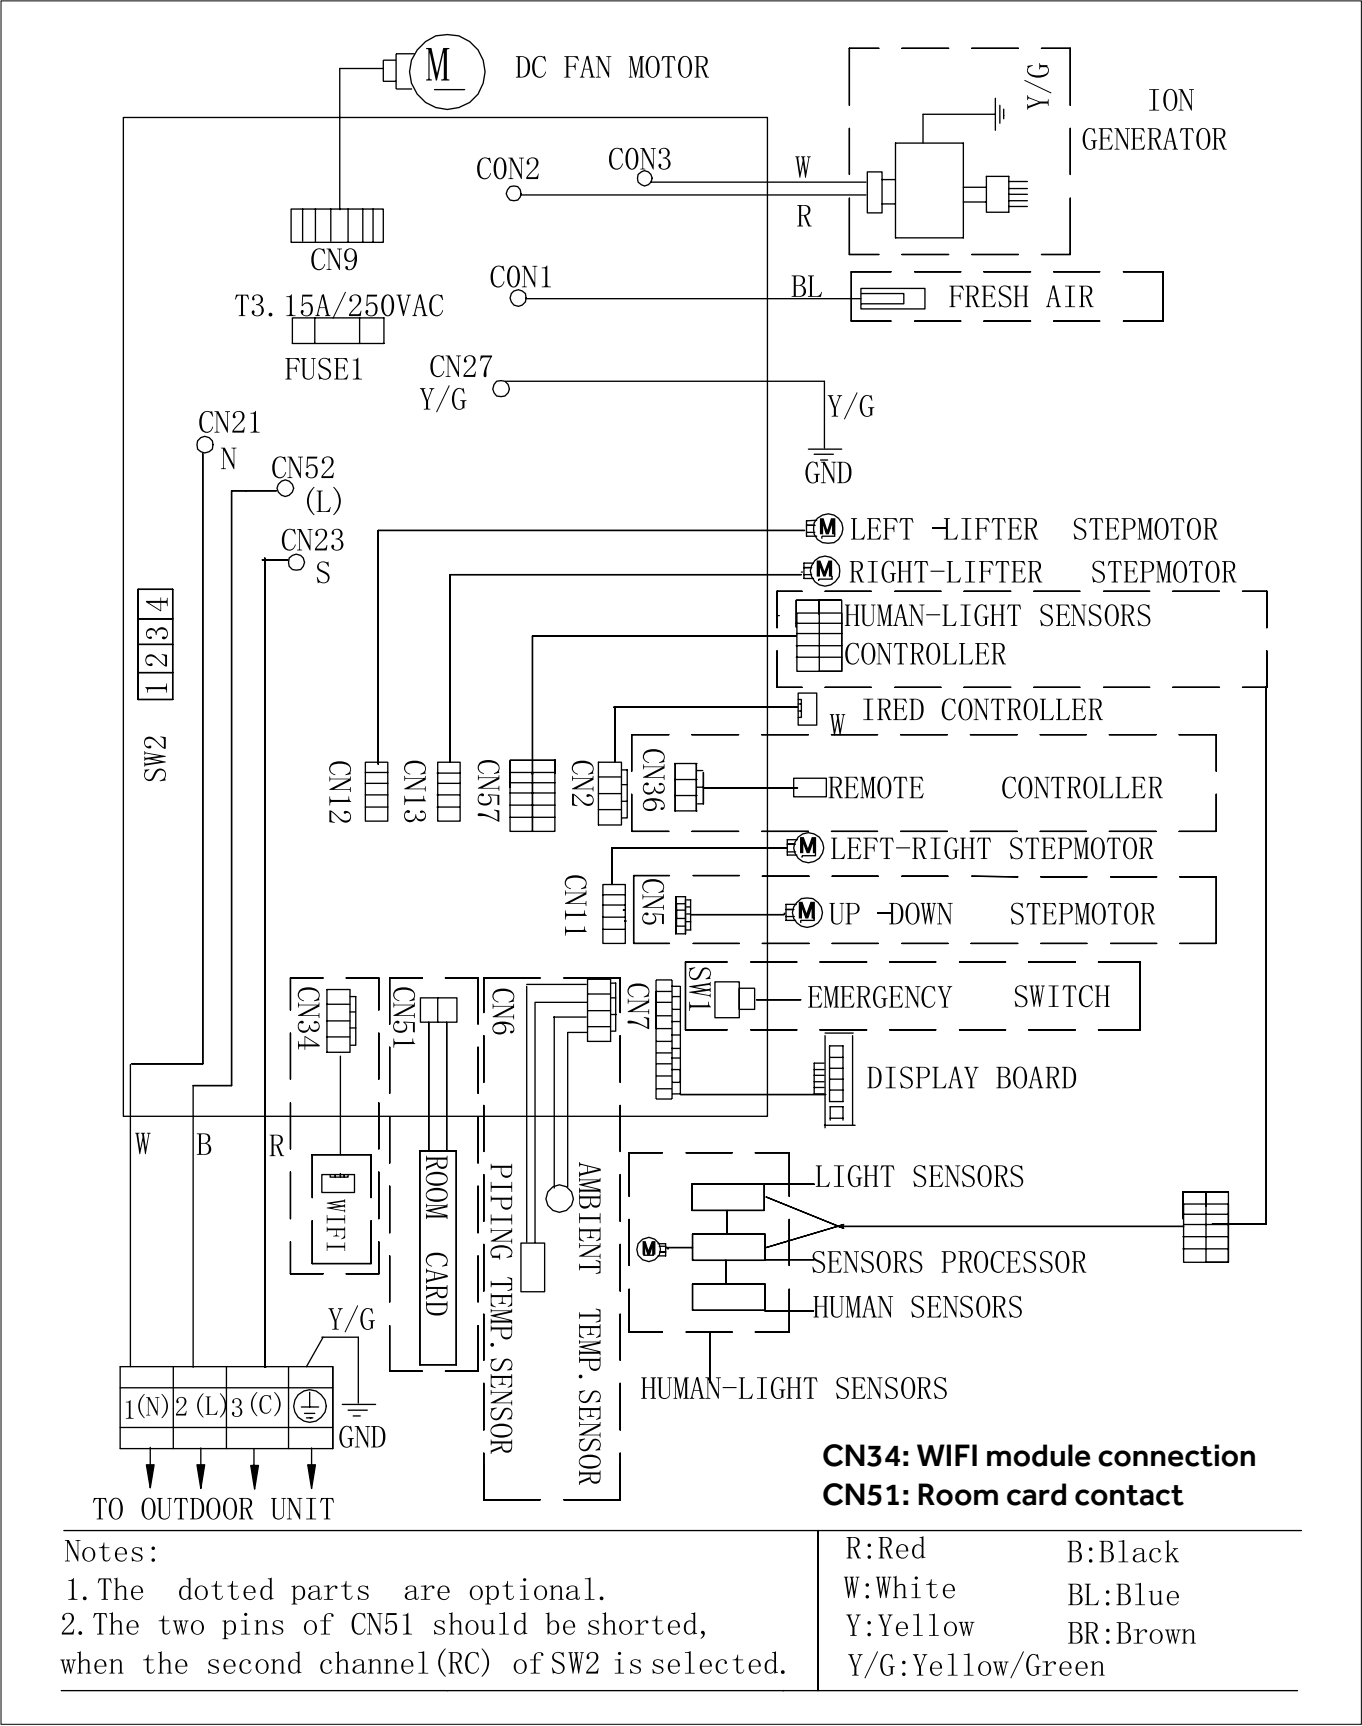 M
DC FAN MOTOR
Y/G
ION
GENERATOR
CON2
CON3
W
R
CN9
CON1
BL
FRESH AIR
T3.15A/250VAC
FUSE1
CN27
Y/G
Y/G
GND
CN21
N
CN52
(L)
CN23
S
M
LEFT -LIFTER STEPMOTOR
M
RIGHT-LIFTER STEPMOTOR
1 2 3 4
SW2
HUMAN-LIGHT SENSORS
CONTROLLER
W
IRED CONTROLLER
CN12
CN13
CN57
CN2
CN36
REMOTE CONTROLLER
M
LEFT-RIGHT STEPMOTOR
CN11
CN5
M
UP -DOWN STEPMOTOR
CN34
CN51
CN6
CN7
SW1
EMERGENCY SWITCH
DISPLAY BOARD
W
B
R
WIFI
ROOM CARD
PIPING TEMP.SENSOR
AMBIENT TEMP.SENSOR
LIGHT SENSORS
M
SENSORS PROCESSOR
HUMAN SENSORS
HUMAN-LIGHT SENSORS
Y/G
1(N) 2(L) 3(C)
GND
TO OUTDOOR UNIT
CN34: WIFI module connection
CN51: Room card contact
Notes:
1.The dotted parts are optional.
2.The two pins of CN51 should be shorted,
when the second channel(RC) of SW2 is selected.
R:Red
B:Black
W:White
BL:Blue
Y:Yellow
BR:Brown
Y/G:Yellow/Green